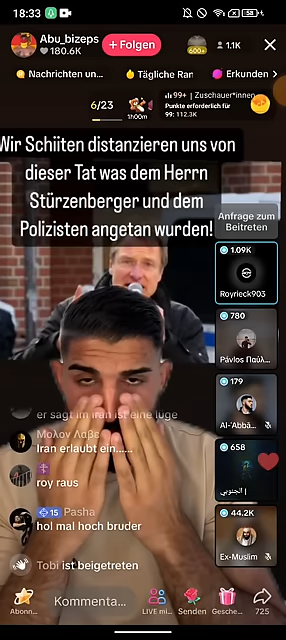 18:33
58
Abu_bizeps
180.6K
+ Folgen
600+
1.1K
Nachrichten un...
Tägliche Ran
Erkunden
6/23
1h00m
99+ | Zuschauer*innen
Punkte erforderlich für
99: 112.3K
Wir Schiiten distanzieren uns von
dieser Tat was dem Herrn
Stürzenberger und dem
Polizisten angetan wurden!
Anfrage zum
Beitreten
1.09K
Royrieck903
780
Pávlos Παύλ...
179
Al-'Abbā...
658
الجنوبي |
44.2K
Ex-Muslim
er sagt im iran ist eine lüge
Μολον Λαβε
Iran erlaubt ein......
roy raus
15 Pasha
hol mal hoch bruder
Tobi ist beigetreten
Abonn...
Kommenta...
LIVE mi...
Senden
Gesche...
725